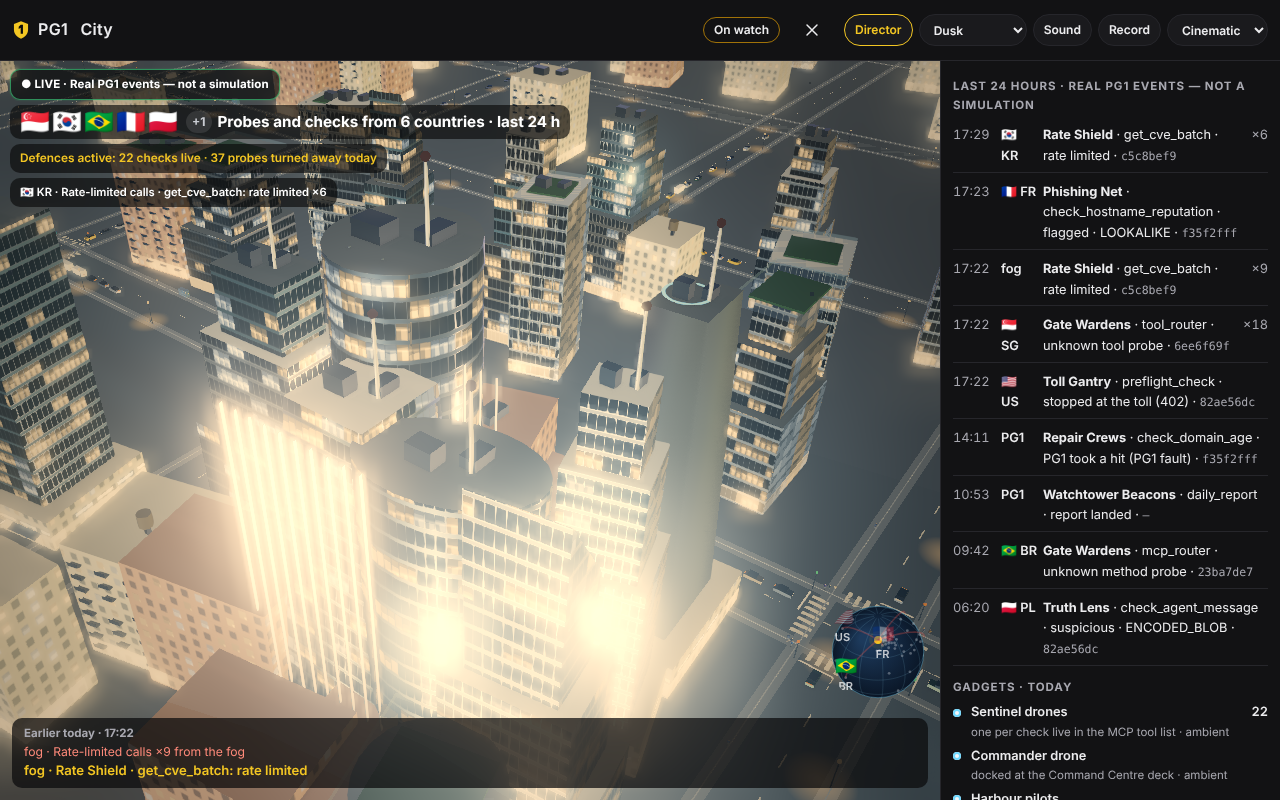 PG1 City
On watch
Director
Dusk
Sound
Record
Cinematic
● LIVE · Real PG1 events — not a simulation
🇸🇬🇰🇷🇧🇷🇫🇷🇵🇱 +1 Probes and checks from 6 countries · last 24 h
Defences active: 22 checks live · 37 probes turned away today
🇰🇷 KR · Rate-limited calls · get_cve_batch: rate limited ×6
US
FR
BR
Earlier today · 17:22
fog · Rate-limited calls ×9 from the fog
fog · Rate Shield · get_cve_batch: rate limited
LAST 24 HOURS · REAL PG1 EVENTS — NOT A
SIMULATION
17:29 🇰🇷 KR Rate Shield · get_cve_batch · ×6
rate limited · c5c8bef9
17:23 🇫🇷 FR Phishing Net ·
check_hostname_reputation ·
flagged · LOOKALIKE · f35f2fff
17:22 fog Rate Shield · get_cve_batch · ×9
rate limited · c5c8bef9
17:22 🇸🇬 SG Gate Wardens · tool_router · ×18
unknown tool probe · 6ee6f69f
17:22 🇺🇸 US Toll Gantry · preflight_check ·
stopped at the toll (402) · 82ae56dc
14:11 PG1 Repair Crews · check_domain_age ·
PG1 took a hit (PG1 fault) · f35f2fff
10:53 PG1 Watchtower Beacons · daily_report
· report landed · —
09:42 🇧🇷 BR Gate Wardens · mcp_router ·
unknown method probe · 23ba7de7
06:20 🇵🇱 PL Truth Lens · check_agent_message
· suspicious · ENCODED_BLOB ·
82ae56dc
GADGETS · TODAY
Sentinel drones 22
one per check live in the MCP tool list · ambient
Commander drone
docked at the Command Centre deck · ambient
Harbour pilots